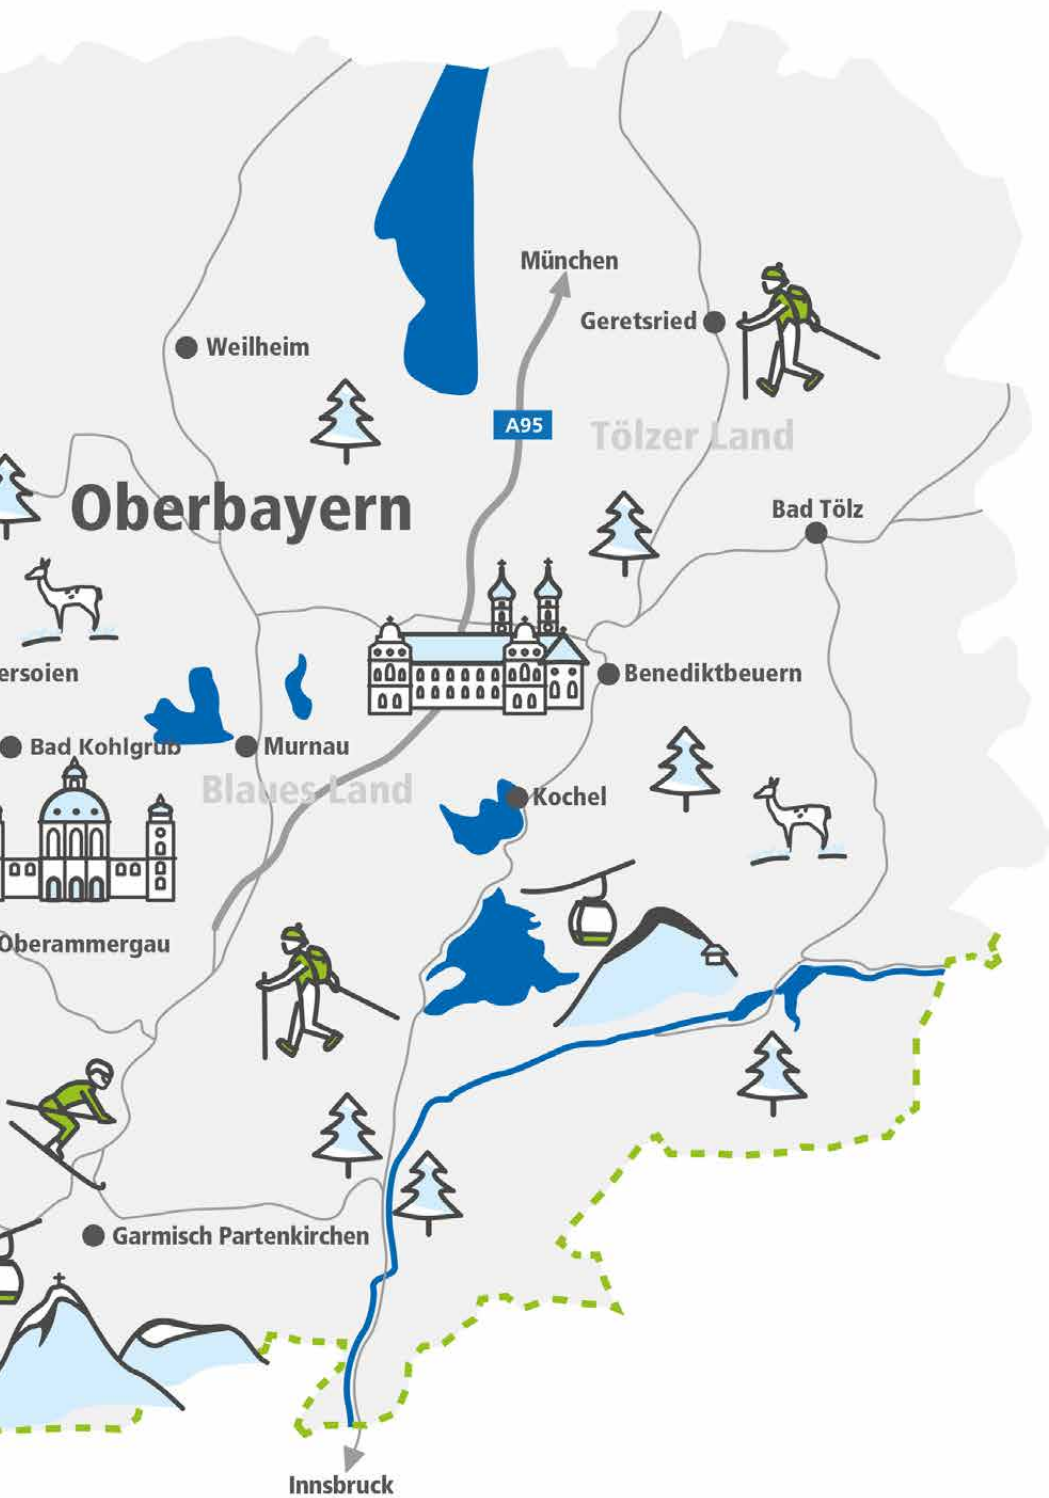 München
Geretsried
Weilheim
A95
Tölzer Land
Oberbayern
Bad Tölz
ersoien
Benediktbeuern
Bad Kohlgrub
Murnau
Blaues Land
Kochel
Oberammergau
Garmisch Partenkirchen
Innsbruck